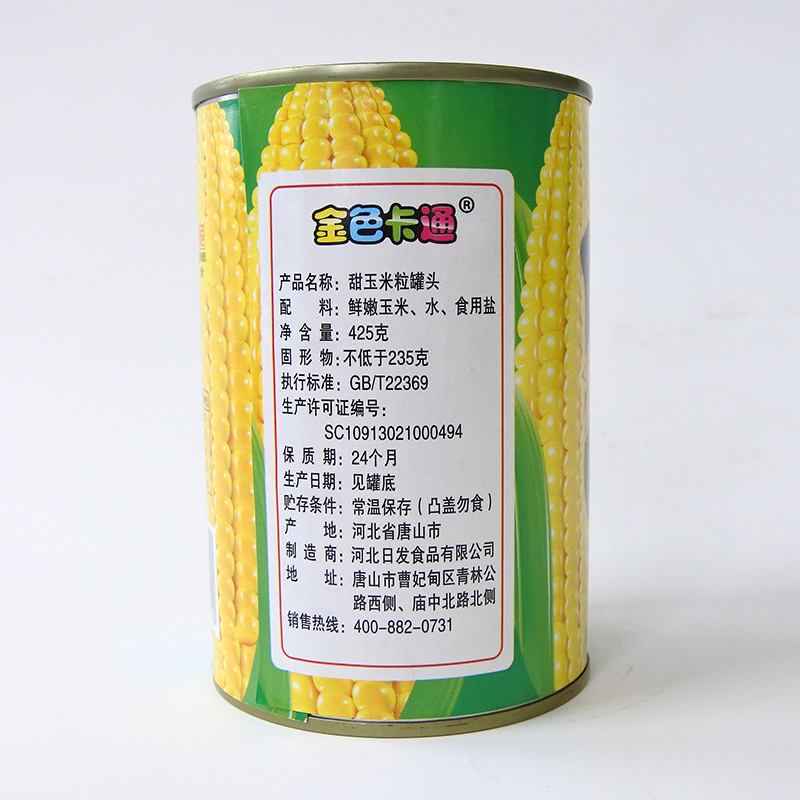 金色卡通®
产品名称：甜玉米粒罐头
配 料：鲜嫩玉米、水、食用盐
净 含 量：425克
固 形 物：不低于235克
执行标准：GB/T22369
生产许可证编号：
SC10913021000494
保 质 期：24个月
生产日期：见罐底
贮存条件：常温保存（凸盖勿食）
产 地：河北省唐山市
制 造 商：河北日发食品有限公司
地 址：唐山市曹妃甸区青林公
路西侧、庙中北路北侧
销售热线：400-882-0731